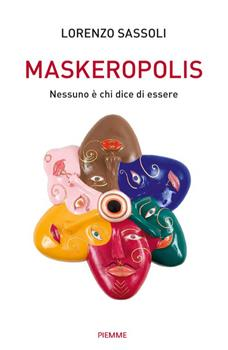 LORENZO SASSOLI
MASKEROPOLIS
Nessuno è chi dice di essere
PIEMME